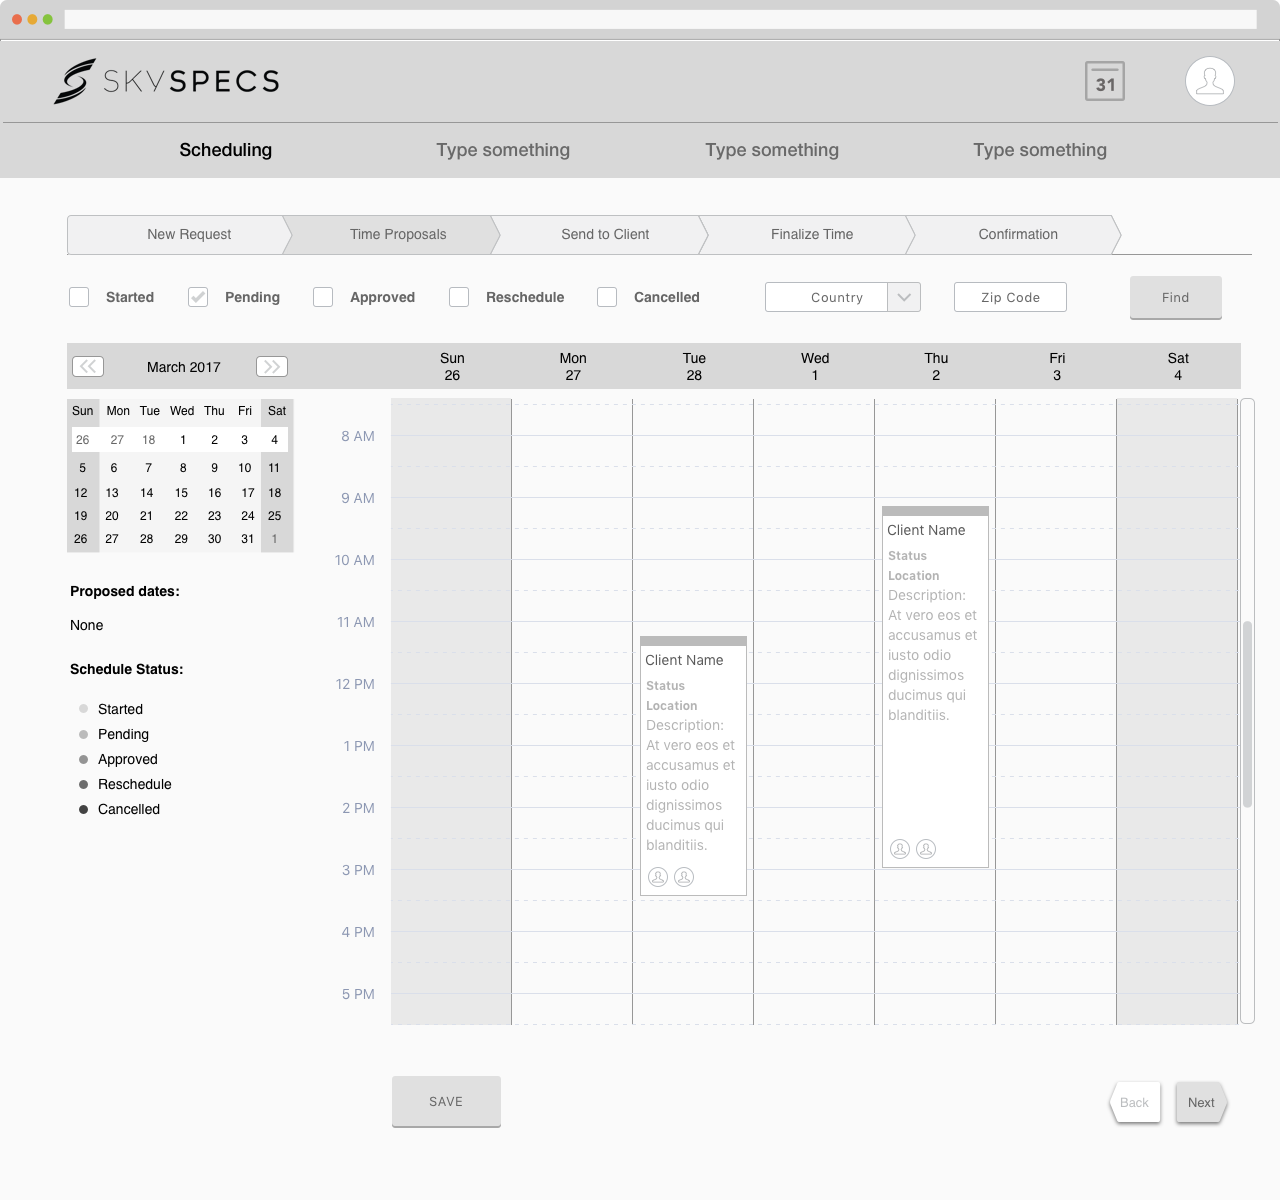 SKYSPECS
31
Scheduling
Type something
Type something
Type something
New Request
Time Proposals
Send to Client
Finalize Time
Confirmation
Started
Pending
Approved
Reschedule
Cancelled
Country
Zip Code
Find
March 2017
Sun
26
Mon
27
Tue
28
Wed
1
Thu
2
Fri
3
Sat
4
Sun Mon Tue Wed Thu Fri Sat
26 27 18 1 2 3 4
5 6 7 8 9 10 11
12 13 14 15 16 17 18
19 20 21 22 23 24 25
26 27 28 29 30 31 1
Proposed dates:
None
Schedule Status:
Started
Pending
Approved
Reschedule
Cancelled
8 AM
9 AM
10 AM
11 AM
12 PM
1 PM
2 PM
3 PM
4 PM
5 PM
Client Name
Status
Location
Description:
At vero eos et
accusamus et
iusto odio
dignissimos
ducimus qui
blanditiis.
Client Name
Status
Location
Description:
At vero eos et
accusamus et
iusto odio
dignissimos
ducimus qui
blanditiis.
SAVE
Back
Next